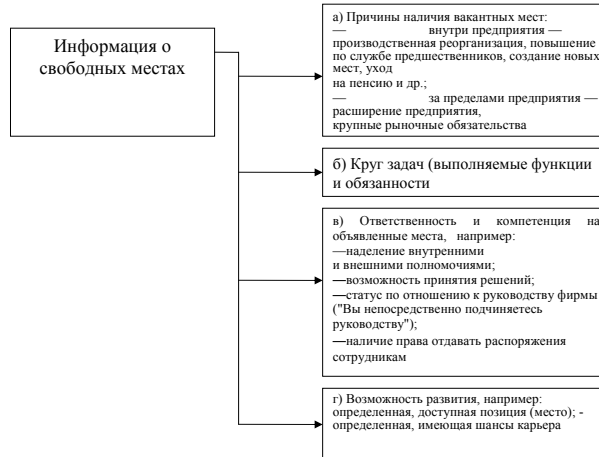 Информация о
свободных местах
а) Причины наличия вакантных мест:
— внутри предприятия —
производственная реорганизация, повышение
по службе предшественников, создание новых
мест, уход
на пенсию и др.;
— за пределами предприятия —
расширение предприятия,
крупные рыночные обязательства
б) Круг задач (выполняемые функции
и обязанности
в) Ответственность и компетенция на
объявленные места, например:
—наделение внутренними
и внешними полномочиями;
—возможность принятия решений;
—статус по отношению к руководству фирмы
("Вы непосредственно подчиняетесь
руководству");
—наличие права отдавать распоряжения
сотрудникам
г) Возможность развития, например:
определенная, доступная позиция (место); -
определенная, имеющая шансы карьера